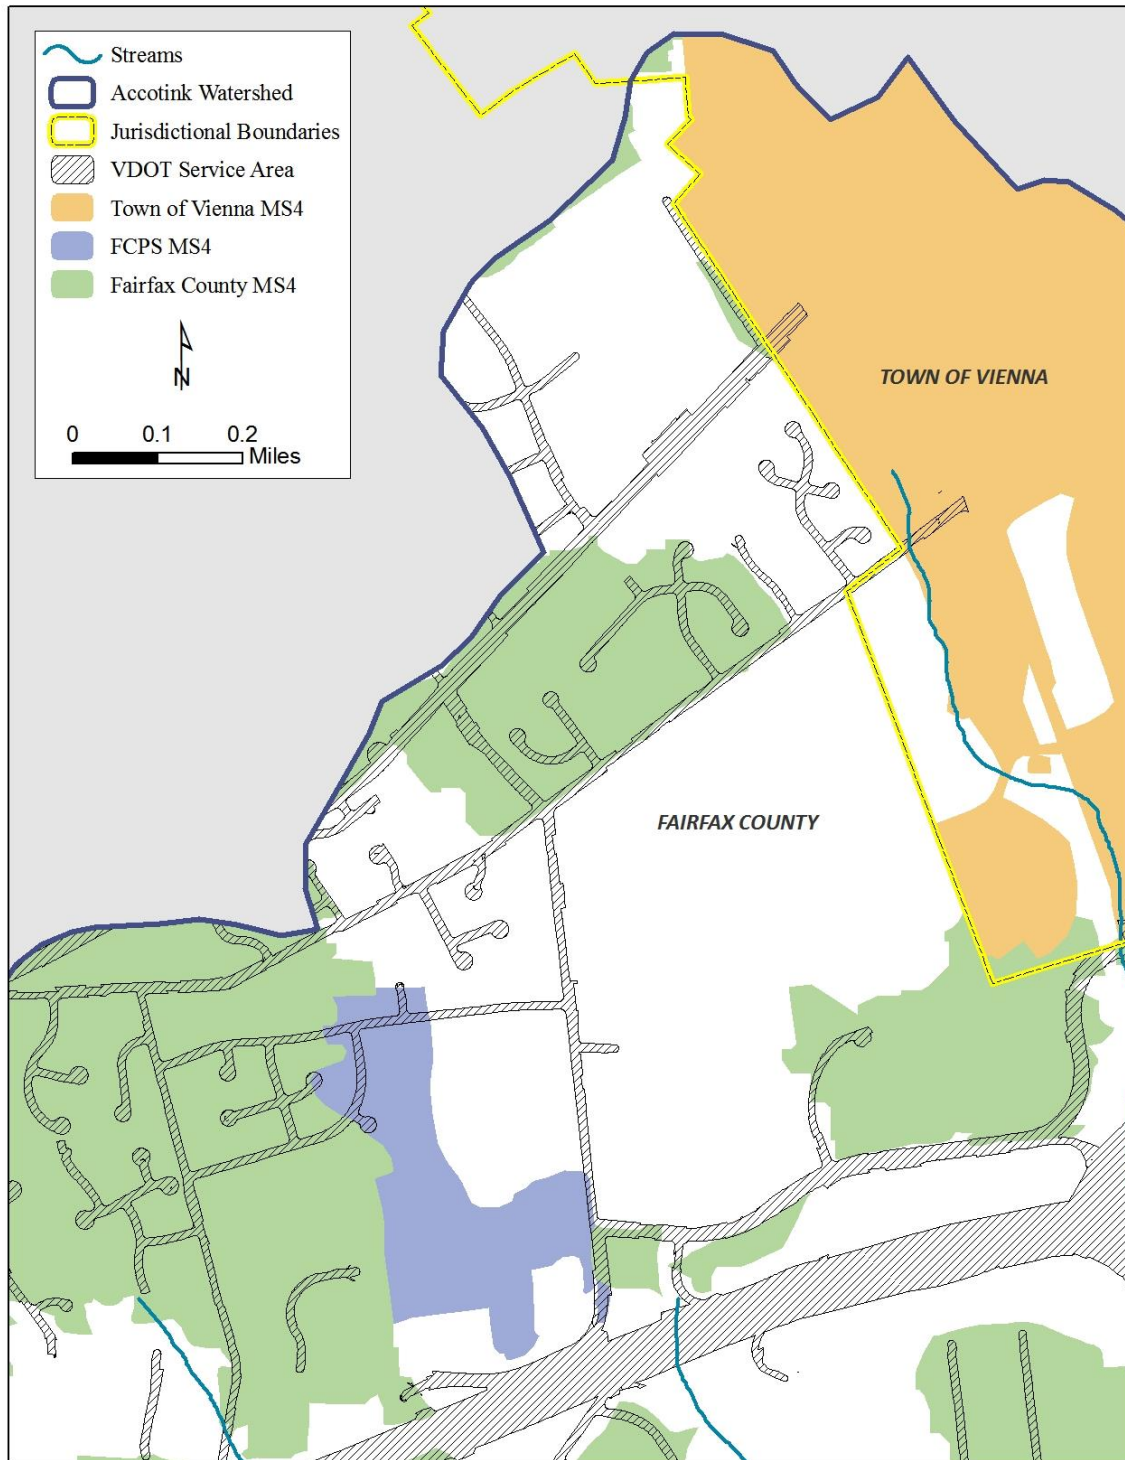 Streams
Accotink Watershed
Jurisdictional Boundaries
VDOT Service Area
Town of Vienna MS4
FCPS MS4
Fairfax County MS4
N
0 0.1 0.2
Miles
TOWN OF VIENNA
FAIRFAX COUNTY